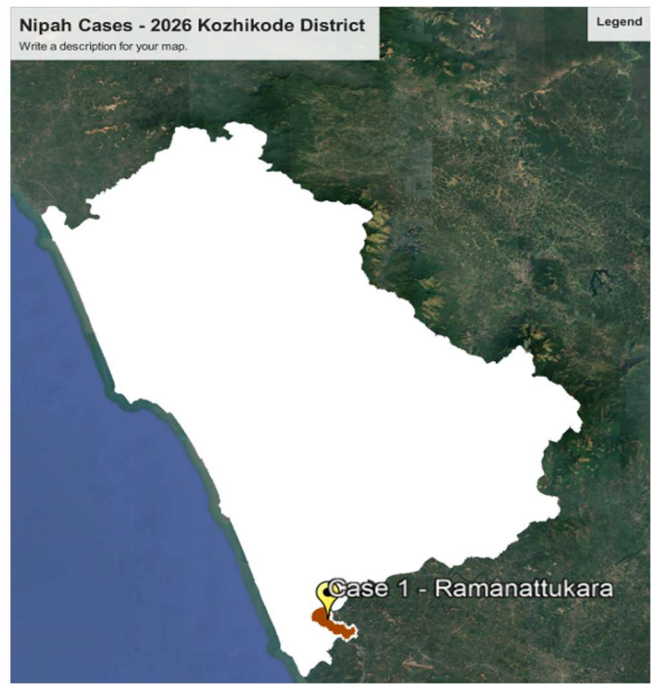 Nipah Cases - 2026 Kozhikode District
Write a description for your map.
Legend
Case 1 - Ramanattukara